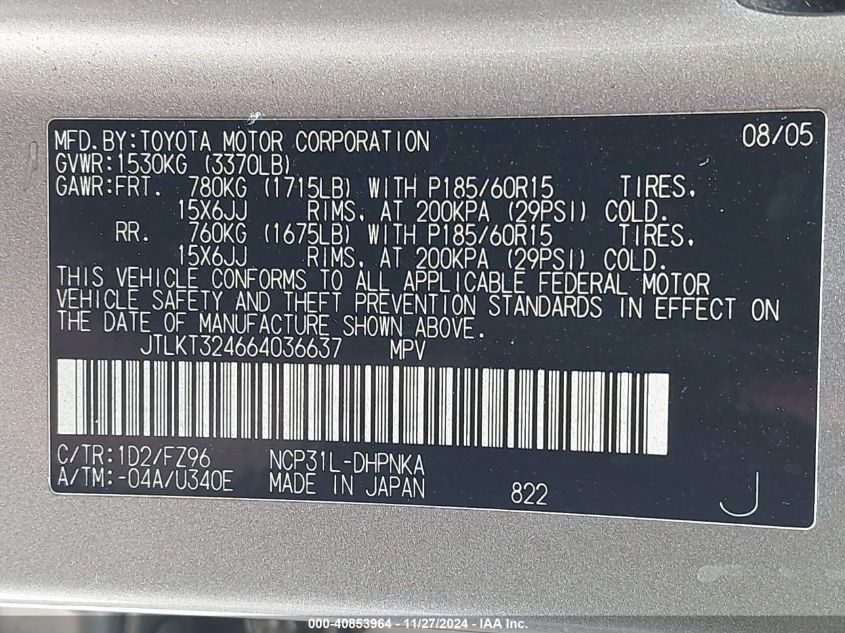 MFD.BY:TOYOTA MOTOR CORPORATION 08/05
GVWR:1530KG (3370LB)
GAWR:FRT. 780KG (1715LB) WITH P185/60R15 TIRES,
15X6JJ RIMS, AT 200KPA (29PSI) COLD.
RR. 760KG (1675LB) WITH P185/60R15 TIRES,
15X6JJ RIMS, AT 200KPA (29PSI) COLD.
THIS VEHICLE CONFORMS TO ALL APPLICABLE FEDERAL MOTOR
VEHICLE SAFETY AND THEFT PREVENTION STANDARDS IN EFFECT ON
THE DATE OF MANUFACTURE SHOWN ABOVE.
JTLKT324664036637 MPV
C/TR:1D2/FZ96 NCP31L-DHPNKA
A/TM:-04A/U340E MADE IN JAPAN 822 J
000-40853964 - 11/27/2024 - IAA Inc.